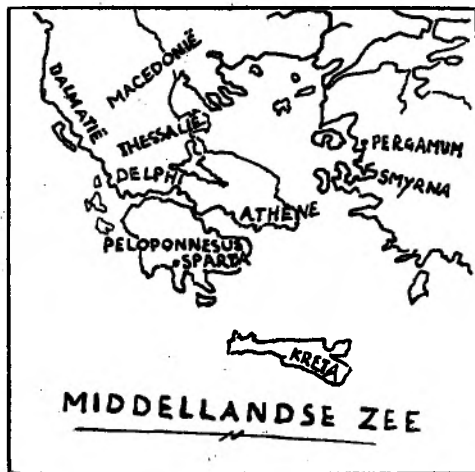 MACEDONIË
DALMATIË
THESSALIË
DELPHI
PERGAMUM
SMYRNA
ATHENE
PELOPONNESUS
SPARTA
KRETA
MIDDELLANDSE ZEE